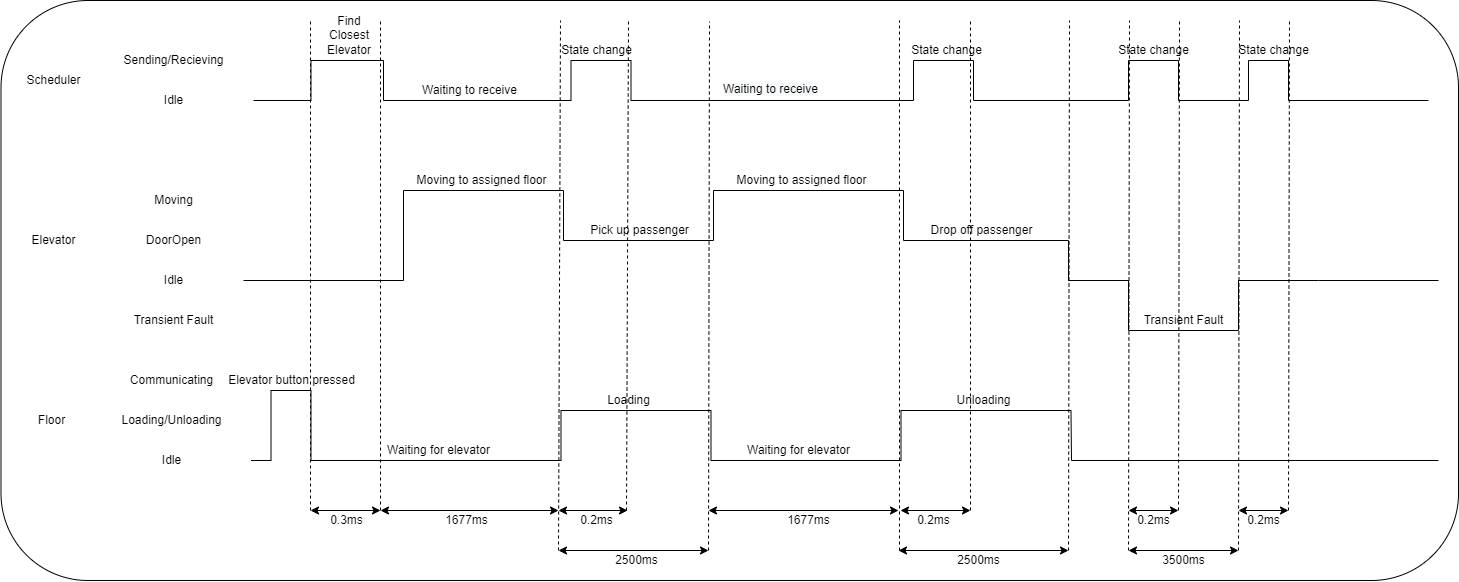 Find
Closest
Elevator
Sending/Recieving
State change
State change
State change
State change
Scheduler
Idle
Waiting to receive
Waiting to receive
Moving to assigned floor
Moving to assigned floor
Moving
Elevator
DoorOpen
Pick up passenger
Drop off passenger
Idle
Transient Fault
Transient Fault
Communicating
Elevator button pressed
Loading
Unloading
Floor
Loading/Unloading
Idle
Waiting for elevator
Waiting for elevator
0.3ms
1677ms
0.2ms
1677ms
0.2ms
0.2ms
0.2ms
2500ms
2500ms
3500ms